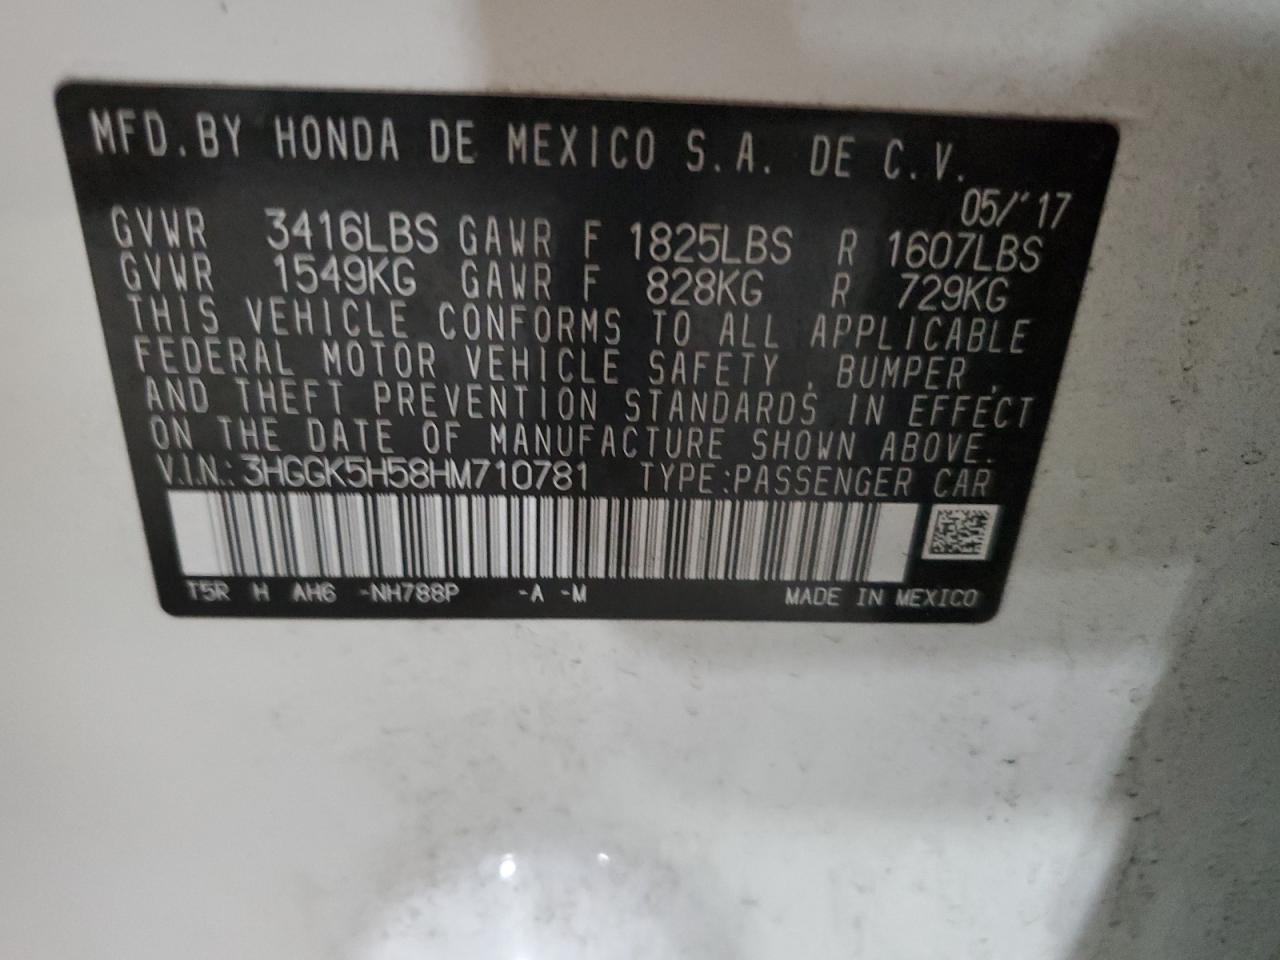 MFD.BY HONDA DE MEXICO S.A. DE C.V.
05/'17
GVWR 3416LBS GAWR F 1825LBS R 1607LBS
GVWR 1549KG GAWR F 828KG R 729KG
THIS VEHICLE CONFORMS TO ALL APPLICABLE
FEDERAL MOTOR VEHICLE SAFETY, BUMPER,
AND THEFT PREVENTION STANDARDS IN EFFECT
ON THE DATE OF MANUFACTURE SHOWN ABOVE.
V.I.N.: 3HGGK5H58HM710781 TYPE:PASSENGER CAR
T5R H AH6 -NH788P -A -M MADE IN MEXICO